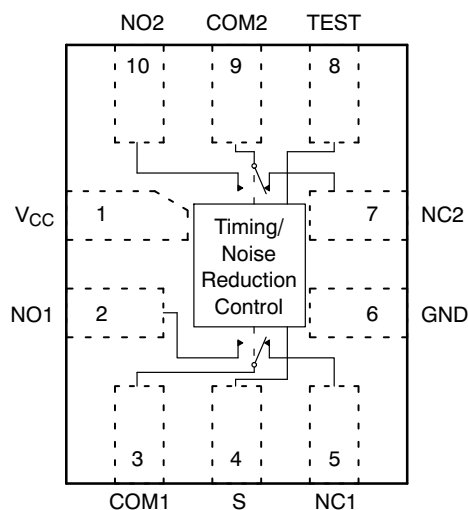 NO2 COM2 TEST
10 9 8
VCC 1 7 NC2
Timing/
Noise
Reduction
Control
NO1 2 6 GND
3 4 5
COM1 S NC1